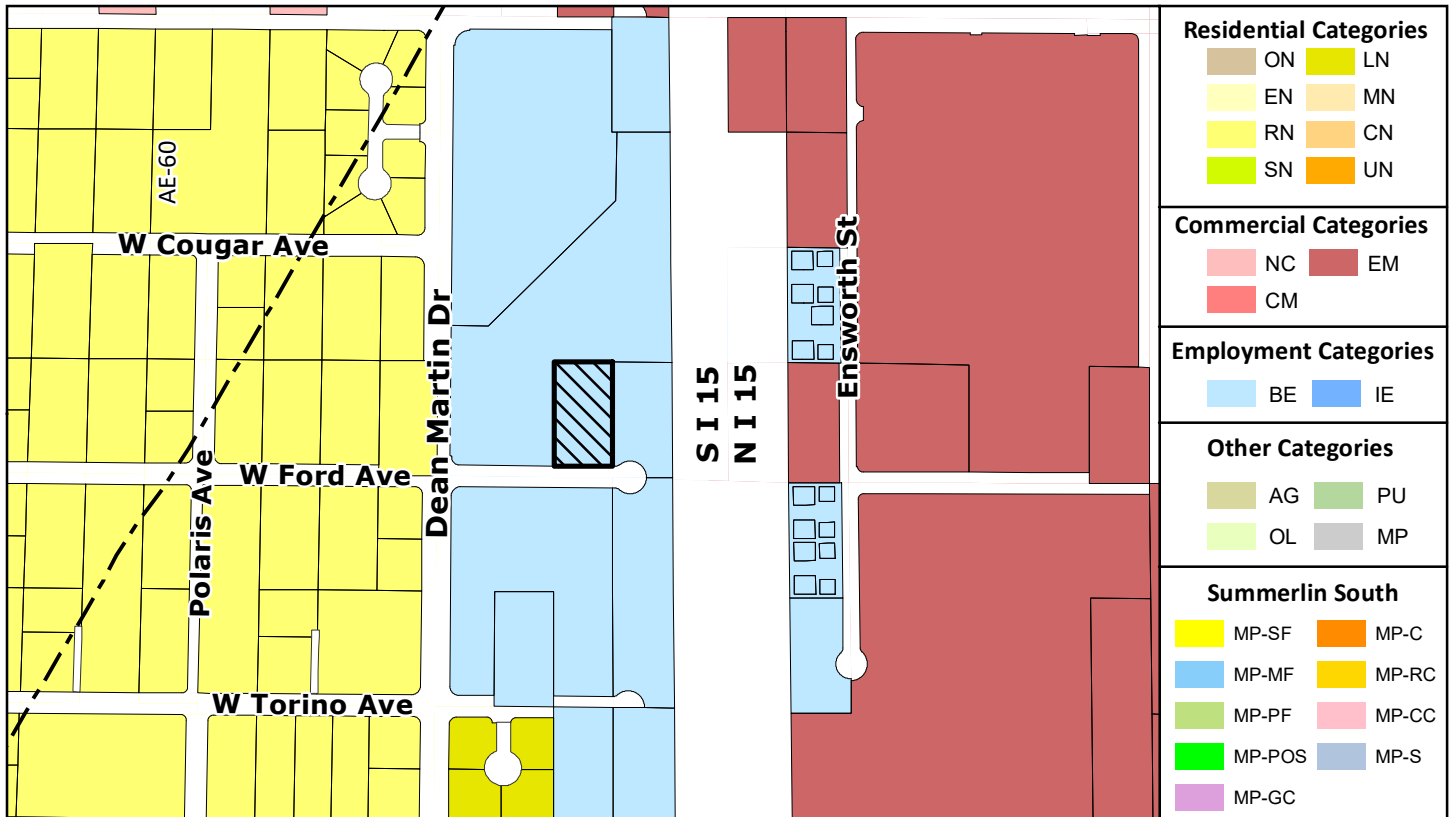 AE-60
W Cougar Ave
Dean Martin Dr
Ensworth St
S I 15
N I 15
W Ford Ave
Polaris Ave
W Torino Ave
Residential Categories
ON LN
EN MN
RN CN
SN UN
Commercial Categories
NC EM
CM
Employment Categories
BE IE
Other Categories
AG PU
OL MP
Summerlin South
MP-SF MP-C
MP-MF MP-RC
MP-PF MP-CC
MP-POS MP-S
MP-GC